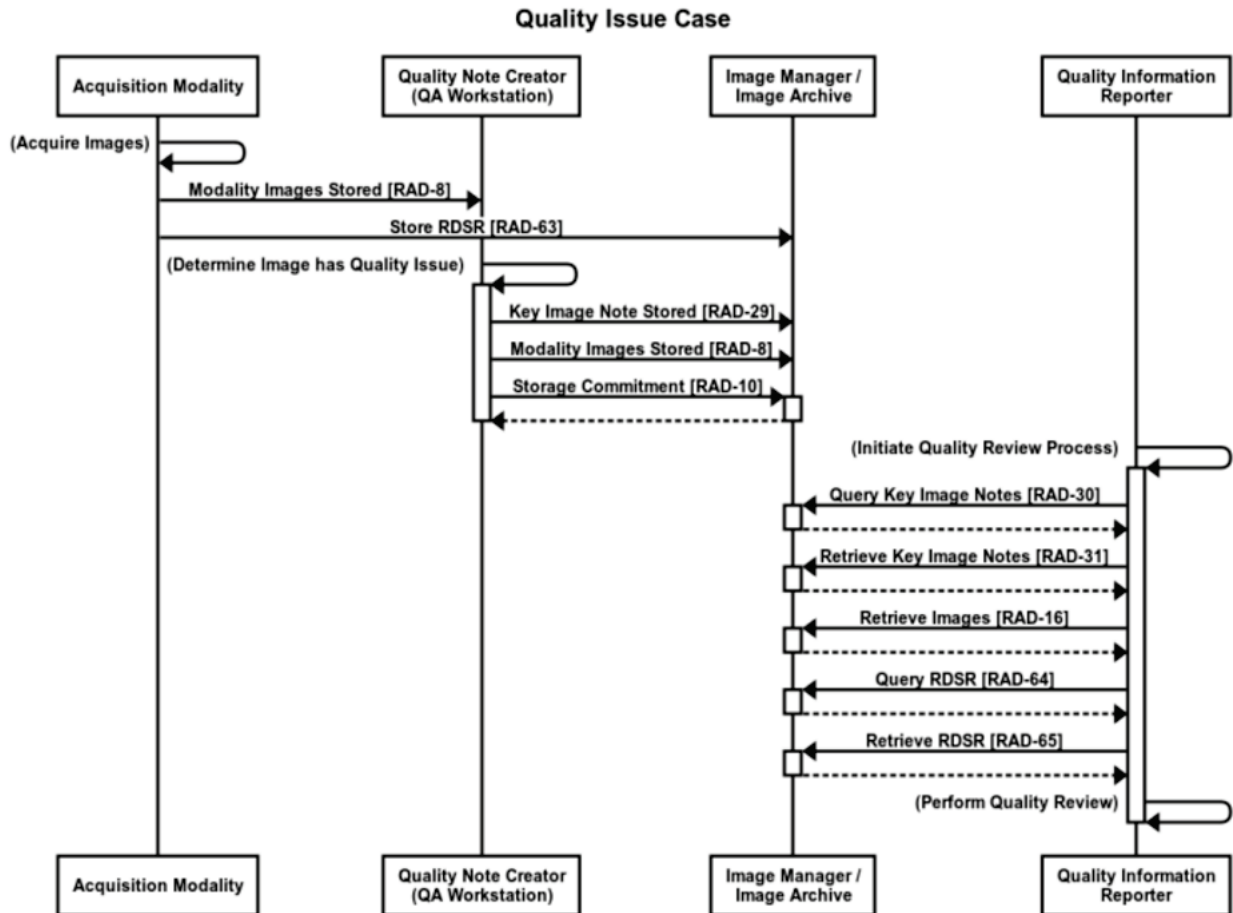 Quality Issue Case
Acquisition Modality
Quality Note Creator
(QA Workstation)
Image Manager /
Image Archive
Quality Information
Reporter
(Acquire Images)
Modality Images Stored [RAD-8]
Store RDSR [RAD-63]
(Determine Image has Quality Issue)
Key Image Note Stored [RAD-29]
Modality Images Stored [RAD-8]
Storage Commitment [RAD-10]
(Initiate Quality Review Process)
Query Key Image Notes [RAD-30]
Retrieve Key Image Notes [RAD-31]
Retrieve Images [RAD-16]
Query RDSR [RAD-64]
Retrieve RDSR [RAD-65]
(Perform Quality Review)
Acquisition Modality
Quality Note Creator
(QA Workstation)
Image Manager /
Image Archive
Quality Information
Reporter